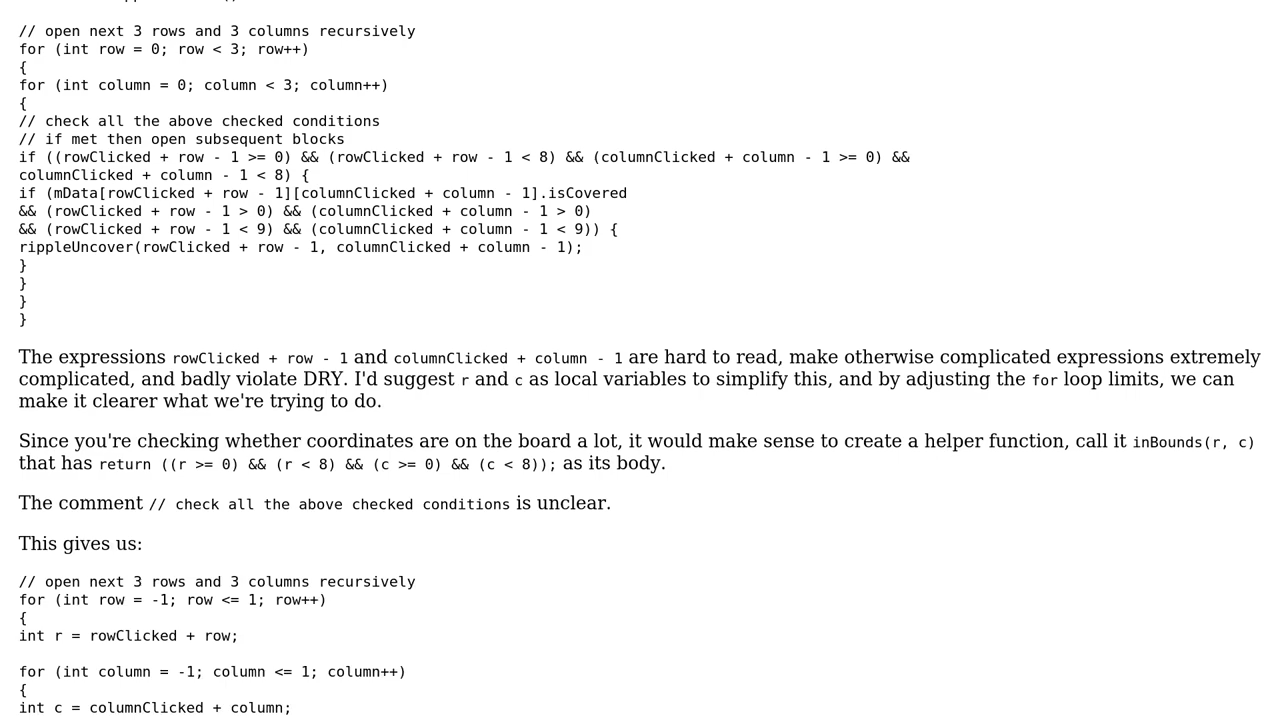 // open next 3 rows and 3 columns recursively
for (int row = 0; row < 3; row++)
{
for (int column = 0; column < 3; column++)
{
// check all the above checked conditions
// if met then open subsequent blocks
if ((rowClicked + row - 1 >= 0) && (rowClicked + row - 1 < 8) && (columnClicked + column - 1 >= 0) &&
columnClicked + column - 1 < 8) {
if (mData[rowClicked + row - 1][columnClicked + column - 1].isCovered
&& (rowClicked + row - 1 > 0) && (columnClicked + column - 1 > 0)
&& (rowClicked + row - 1 < 9) && (columnClicked + column - 1 < 9)) {
rippleUncover(rowClicked + row - 1, columnClicked + column - 1);
}
}
}
}
The expressions rowClicked + row - 1 and columnClicked + column - 1 are hard to read, make otherwise complicated expressions extremely
complicated, and badly violate DRY. I'd suggest r and c as local variables to simplify this, and by adjusting the for loop limits, we can
make it clearer what we're trying to do.
Since you're checking whether coordinates are on the board a lot, it would make sense to create a helper function, call it inBounds(r, c)
that has return ((r >= 0) && (r < 8) && (c >= 0) && (c < 8)); as its body.
The comment // check all the above checked conditions is unclear.
This gives us:
// open next 3 rows and 3 columns recursively
for (int row = -1; row <= 1; row++)
{
int r = rowClicked + row;
for (int column = -1; column <= 1; column++)
{
int c = columnClicked + column;